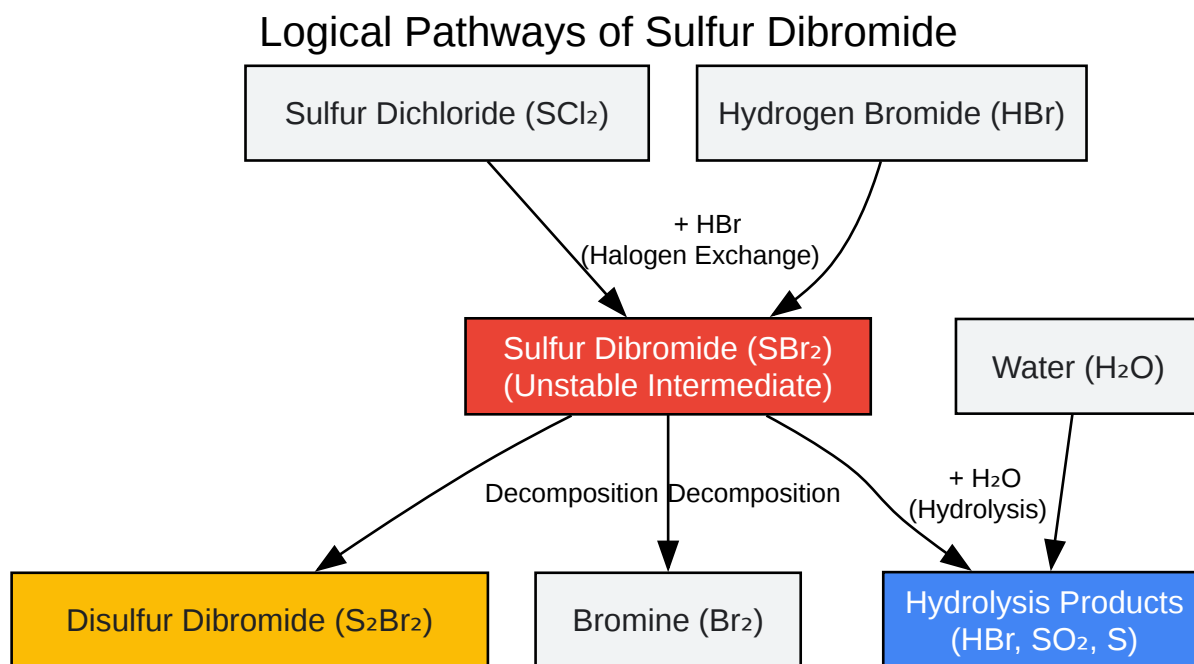 Logical Pathways of Sulfur Dibromide
Sulfur Dichloride (SCl₂)
Hydrogen Bromide (HBr)
+ HBr
(Halogen Exchange)
Sulfur Dibromide (SBr₂)
(Unstable Intermediate)
Water (H₂O)
Decomposition
Decomposition
+ H₂O
(Hydrolysis)
Disulfur Dibromide (S₂Br₂)
Bromine (Br₂)
Hydrolysis Products
(HBr, SO₂, S)